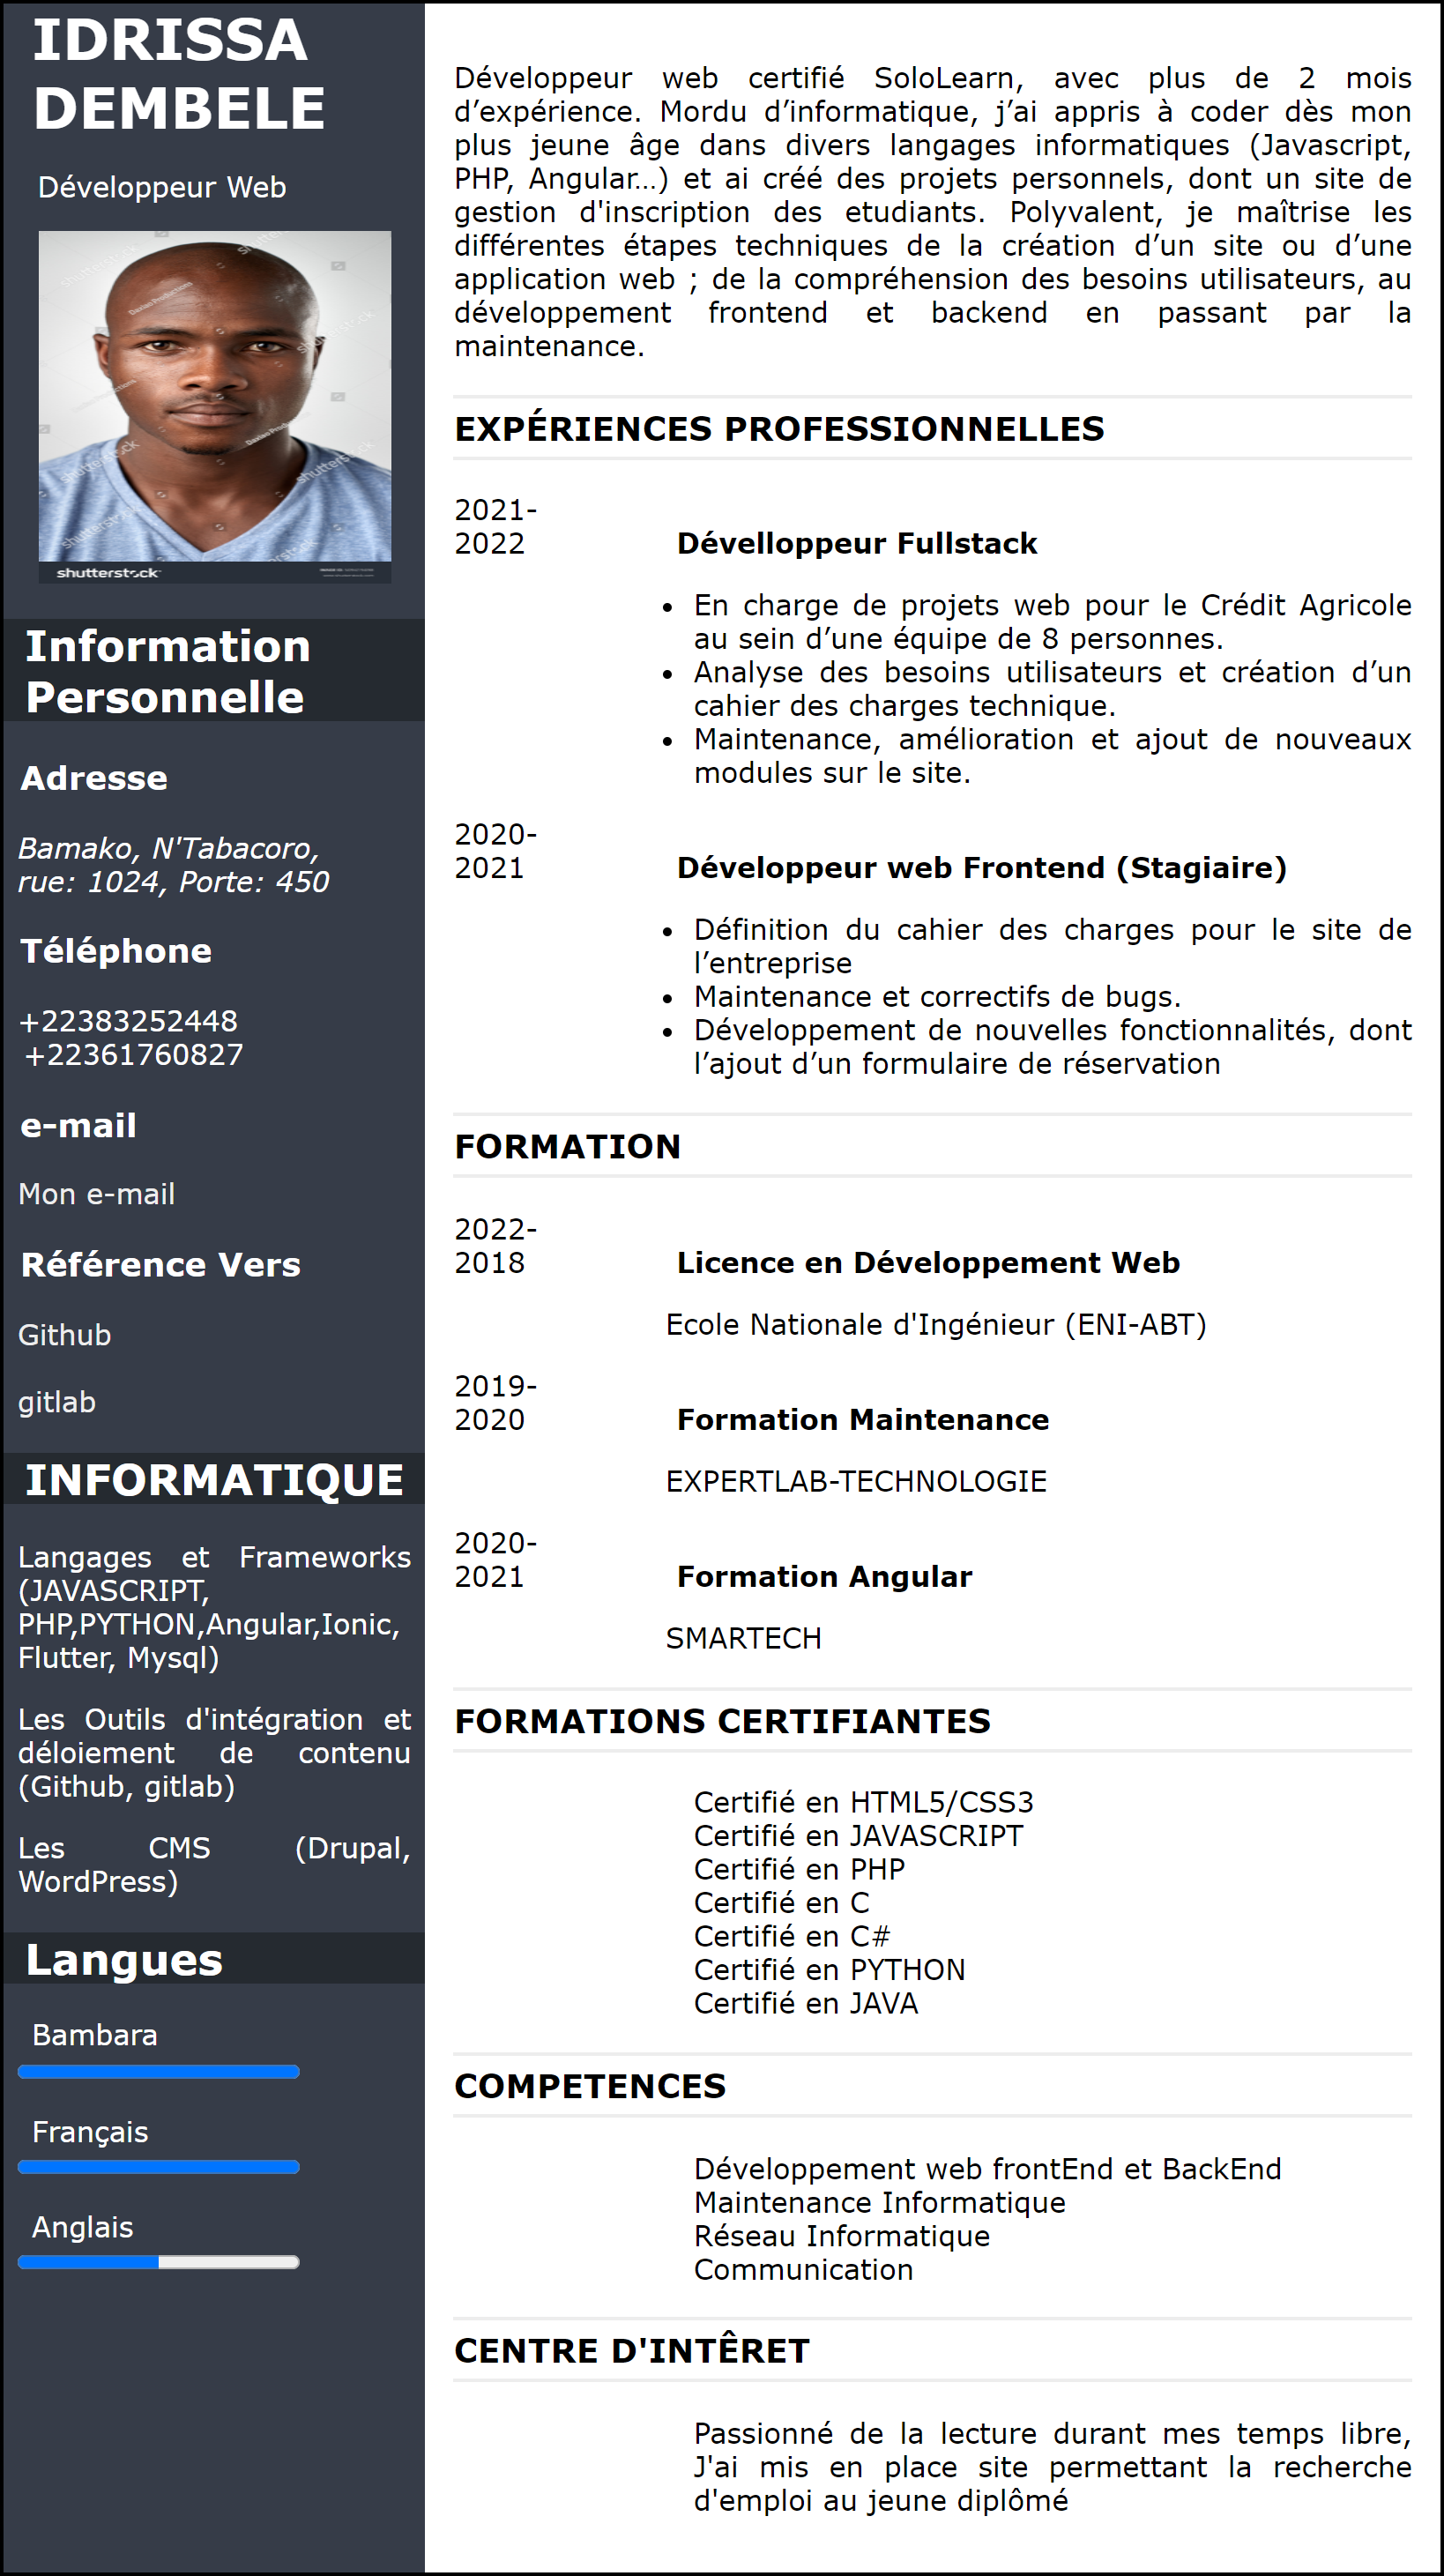 IDRISSA
DEMBELE
Développeur Web
shutterstock
Information
Personnelle
Adresse
Bamako, N'Tabacoro,
rue: 1024, Porte: 450
Téléphone
+22383252448
+22361760827
e-mail
Mon e-mail
Référence Vers
Github
gitlab
INFORMATIQUE
Langages et Frameworks
(JAVASCRIPT,
PHP,PYTHON,Angular,Ionic,
Flutter, Mysql)
Les Outils d'intégration et
déloiement de contenu
(Github, gitlab)
Les CMS (Drupal,
WordPress)
Langues
Bambara
Français
Anglais
Développeur web certifié SoloLearn, avec plus de 2 mois
d’expérience. Mordu d’informatique, j’ai appris à coder dès mon
plus jeune âge dans divers langages informatiques (Javascript,
PHP, Angular…) et ai créé des projets personnels, dont un site de
gestion d'inscription des etudiants. Polyvalent, je maîtrise les
différentes étapes techniques de la création d’un site ou d’une
application web ; de la compréhension des besoins utilisateurs, au
développement frontend et backend en passant par la
maintenance.
EXPÉRIENCES PROFESSIONNELLES
2021-
2022 Dévelloppeur Fullstack
• En charge de projets web pour le Crédit Agricole
au sein d’une équipe de 8 personnes.
• Analyse des besoins utilisateurs et création d’un
cahier des charges technique.
• Maintenance, amélioration et ajout de nouveaux
modules sur le site.
2020-
2021 Développeur web Frontend (Stagiaire)
• Définition du cahier des charges pour le site de
l’entreprise
• Maintenance et correctifs de bugs.
• Développement de nouvelles fonctionnalités, dont
l’ajout d’un formulaire de réservation
FORMATION
2022-
2018 Licence en Développement Web
Ecole Nationale d'Ingénieur (ENI-ABT)
2019-
2020 Formation Maintenance
EXPERTLAB-TECHNOLOGIE
2020-
2021 Formation Angular
SMARTECH
FORMATIONS CERTIFIANTES
Certifié en HTML5/CSS3
Certifié en JAVASCRIPT
Certifié en PHP
Certifié en C
Certifié en C#
Certifié en PYTHON
Certifié en JAVA
COMPETENCES
Développement web frontEnd et BackEnd
Maintenance Informatique
Réseau Informatique
Communication
CENTRE D'INTÊRET
Passionné de la lecture durant mes temps libre,
J'ai mis en place site permettant la recherche
d'emploi au jeune diplômé